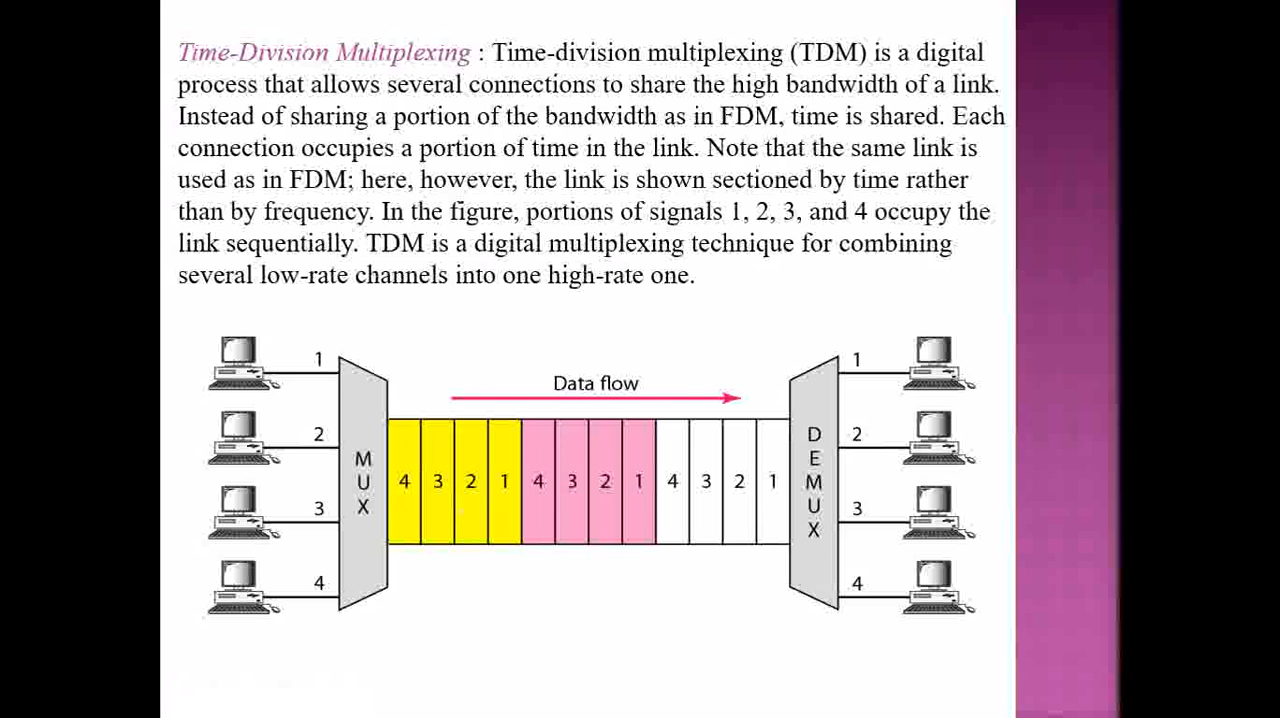 Time-Division Multiplexing : Time-division multiplexing (TDM) is a digital
process that allows several connections to share the high bandwidth of a link.
Instead of sharing a portion of the bandwidth as in FDM, time is shared. Each
connection occupies a portion of time in the link. Note that the same link is
used as in FDM; here, however, the link is shown sectioned by time rather
than by frequency. In the figure, portions of signals 1, 2, 3, and 4 occupy the
link sequentially. TDM is a digital multiplexing technique for combining
several low-rate channels into one high-rate one.
1
2
3
4
MUX
Data flow
4 3 2 1 4 3 2 1 4 3 2 1
DEMUX
1
2
3
4